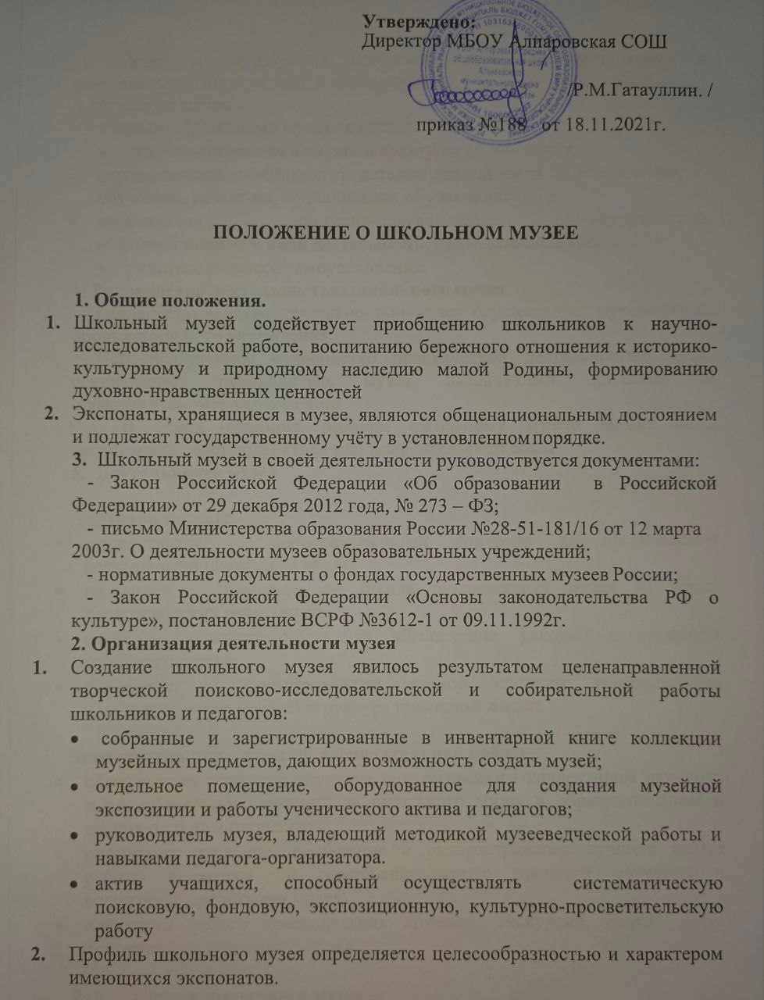 Утверждено:
Директор МБОУ Алпаровская СОШ
/Р.М.Гатауллин. /
приказ №188 от 18.11.2021г.
ПОЛОЖЕНИЕ О ШКОЛЬНОМ МУЗЕЕ
1. Общие положения.
1. Школьный музей содействует приобщению школьников к научно-
исследовательской работе, воспитанию бережного отношения к историко-
культурному и природному наследию малой Родины, формированию
духовно-нравственных ценностей
2. Экспонаты, хранящиеся в музее, являются общенациональным достоянием
и подлежат государственному учёту в установленном порядке.
3. Школьный музей в своей деятельности руководствуется документами:
- Закон Российской Федерации «Об образовании в Российской
Федерации» от 29 декабря 2012 года, № 273 – ФЗ;
- письмо Министерства образования России №28-51-181/16 от 12 марта
2003г. О деятельности музеев образовательных учреждений;
- нормативные документы о фондах государственных музеев России;
- Закон Российской Федерации «Основы законодательства РФ о
культуре», постановление ВСРФ №3612-1 от 09.11.1992г.
2. Организация деятельности музея
1. Создание школьного музея явилось результатом целенаправленной
творческой поисково-исследовательской и собирательной работы
школьников и педагогов:
• собранные и зарегистрированные в инвентарной книге коллекции
музейных предметов, дающих возможность создать музей;
• отдельное помещение, оборудованное для создания музейной
экспозиции и работы ученического актива и педагогов;
• руководитель музея, владеющий методикой музееведческой работы и
навыками педагога-организатора.
• актив учащихся, способный осуществлять систематическую
поисковую, фондовую, экспозиционную, культурно-просветительскую
работу
2. Профиль школьного музея определяется целесообразностью и характером
имеющихся экспонатов.